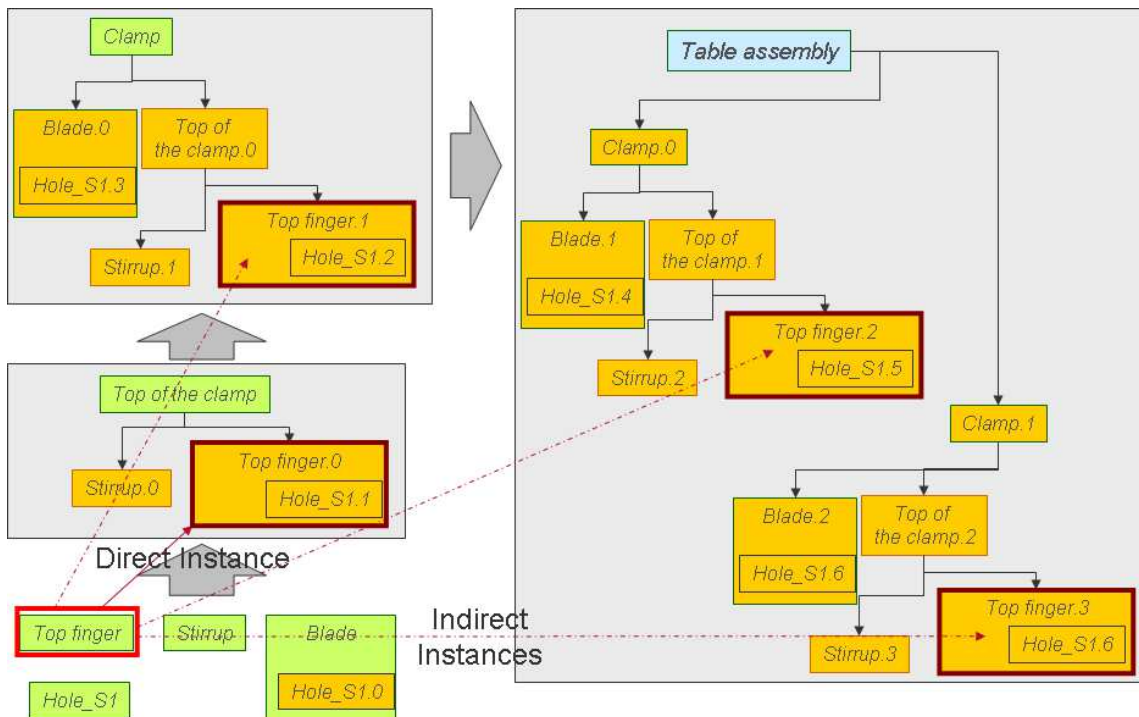 Clamp
Blade.0
Top of
the clamp.0
Hole_S1.3
Top finger.1
Hole_S1.2
Stirrup.1
Top of the clamp
Top finger.0
Stirrup.0
Hole_S1.1
Direct Instance
Top finger
Stirrup
Blade
Hole_S1
Hole_S1.0
Indirect
Instances
Table assembly
Clamp.0
Blade.1
Top of
the clamp.1
Hole_S1.4
Top finger.2
Hole_S1.5
Stirrup.2
Clamp.1
Blade.2
Top of
the clamp.2
Hole_S1.6
Top finger.3
Hole_S1.6
Stirrup.3